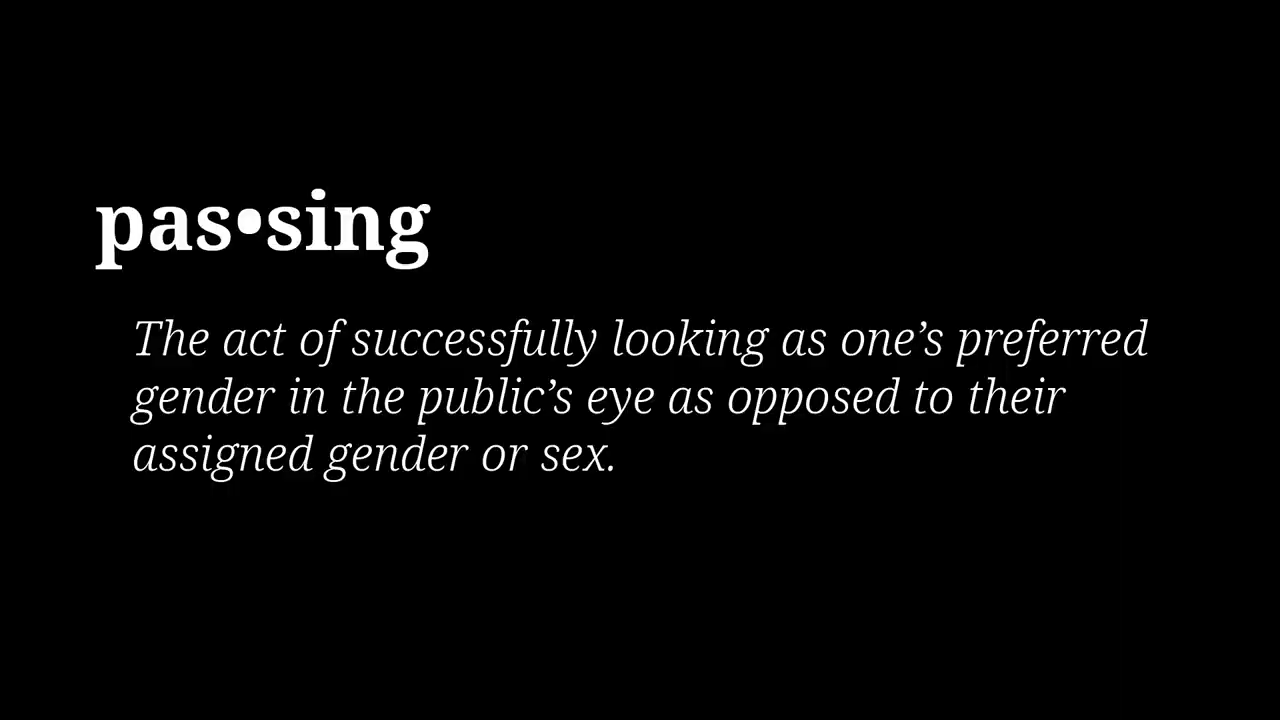 pas•sing
The act of successfully looking as one’s preferred
gender in the public’s eye as opposed to their
assigned gender or sex.